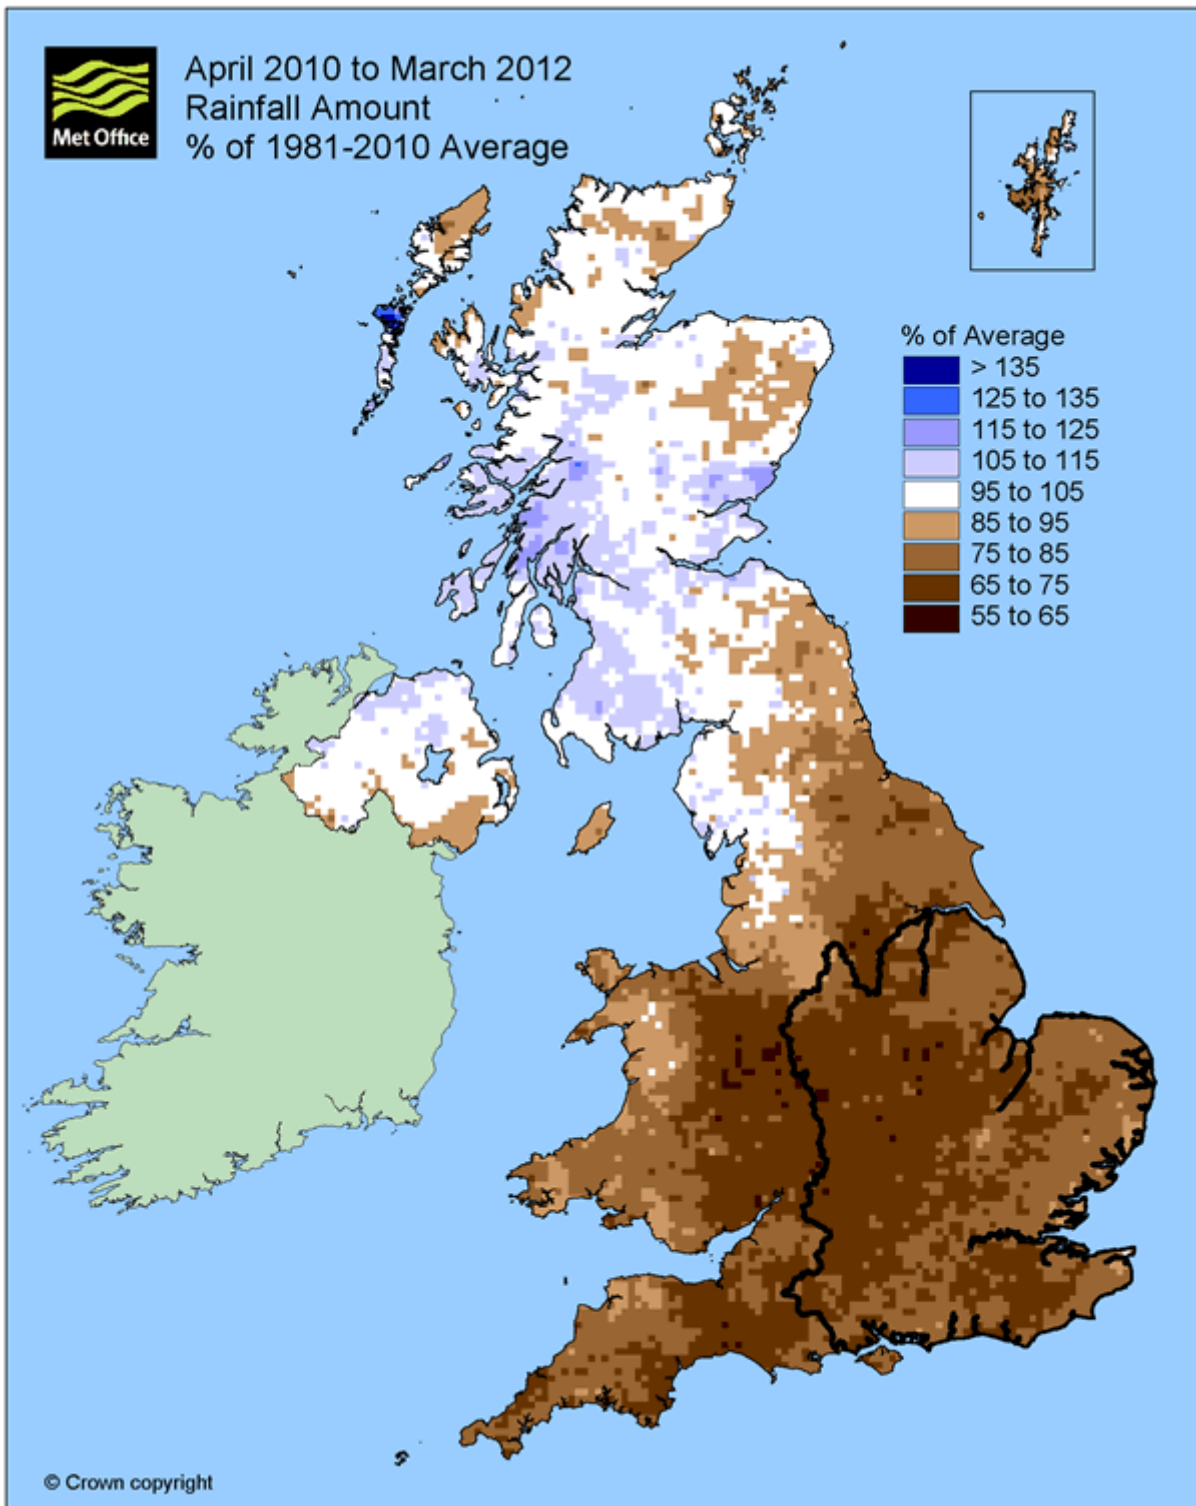 April 2010 to March 2012
Rainfall Amount
% of 1981-2010 Average
Met Office
% of Average
> 135
125 to 135
115 to 125
105 to 115
95 to 105
85 to 95
75 to 85
65 to 75
55 to 65
© Crown copyright